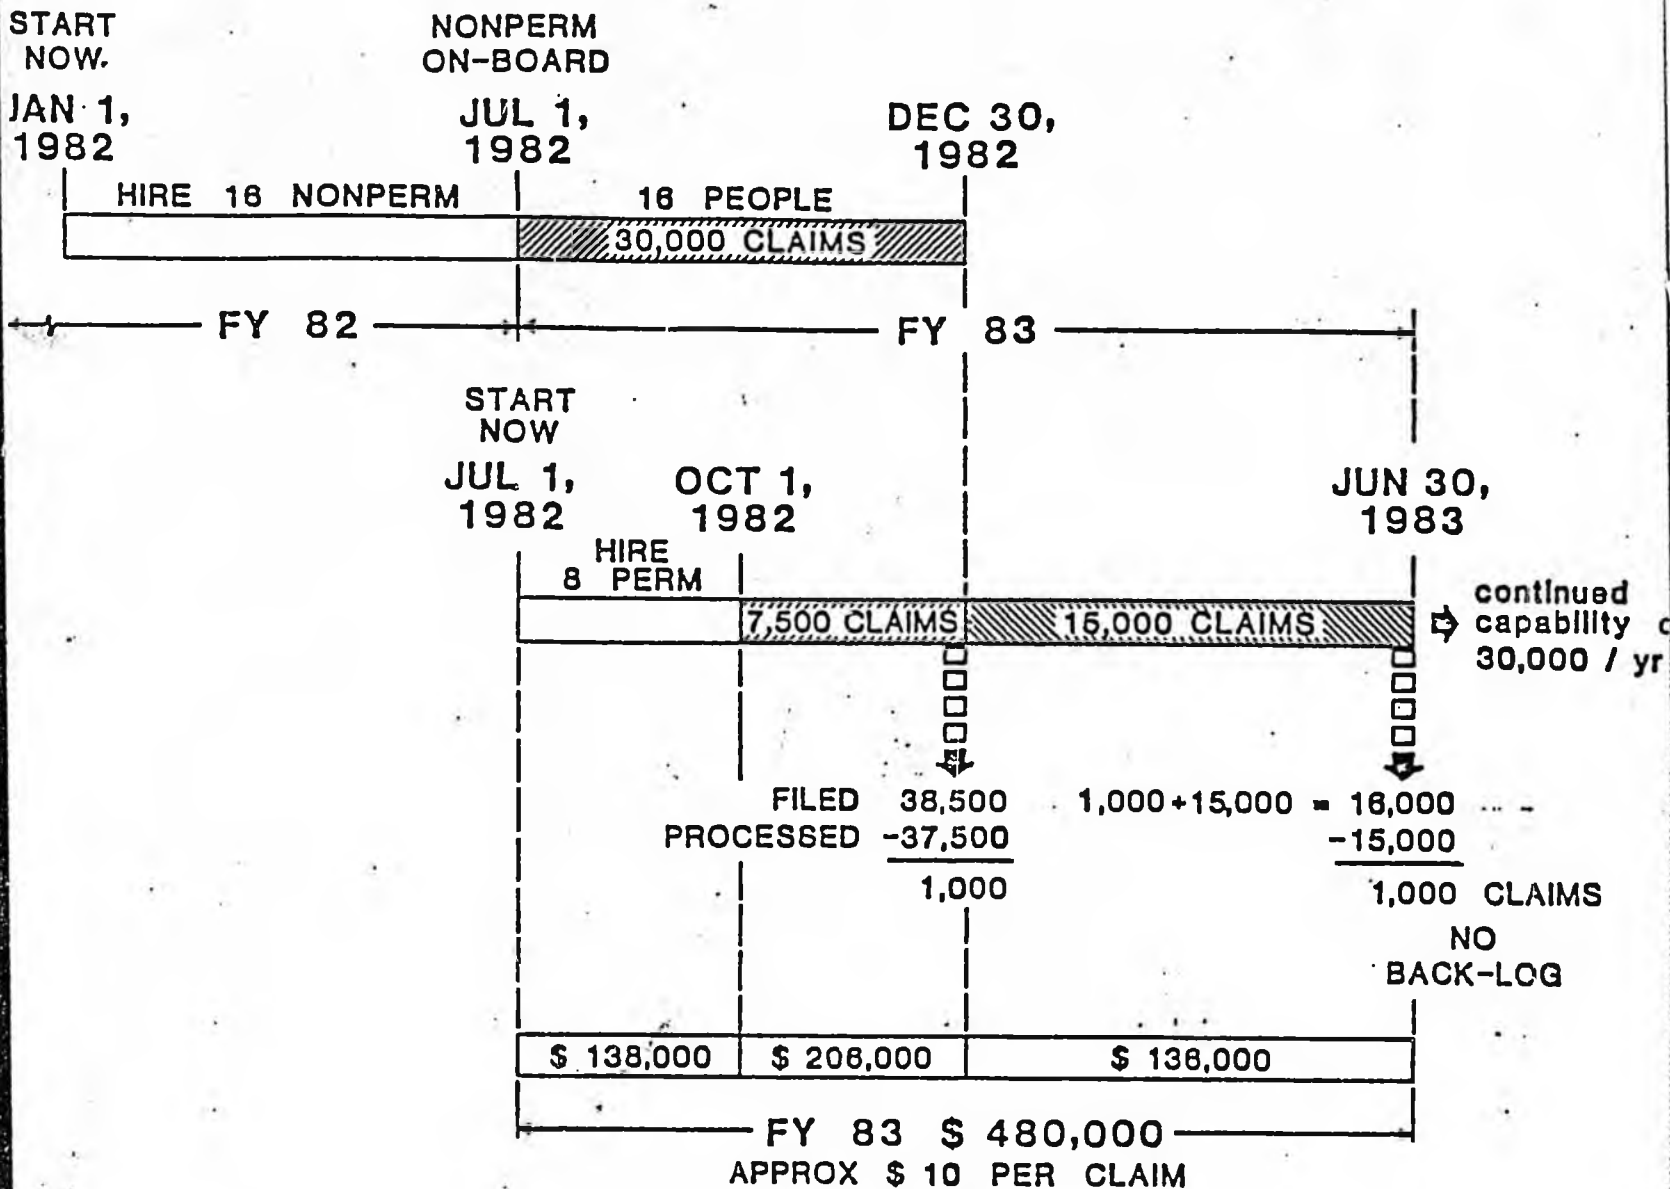 START
NOW.
JAN 1,
1982
NONPERM
ON-BOARD
JUL 1,
1982
DEC 30,
1982
HIRE 16 NONPERM
16 PEOPLE
30,000 CLAIMS
FY 82
FY 83
START
NOW
JUL 1,
1982
OCT 1,
1982
JUN 30,
1983
HIRE
8 PERM
7,500 CLAIMS
15,000 CLAIMS
continued
capability
30,000 / yr
FILED 38,500
PROCESSED -37,500
1,000
1,000+15,000 = 16,000
-15,000
1,000 CLAIMS
NO
BACK-LOG
$ 138,000
$ 206,000
$ 136,000
FY 83 $ 480,000
APPROX $ 10 PER CLAIM